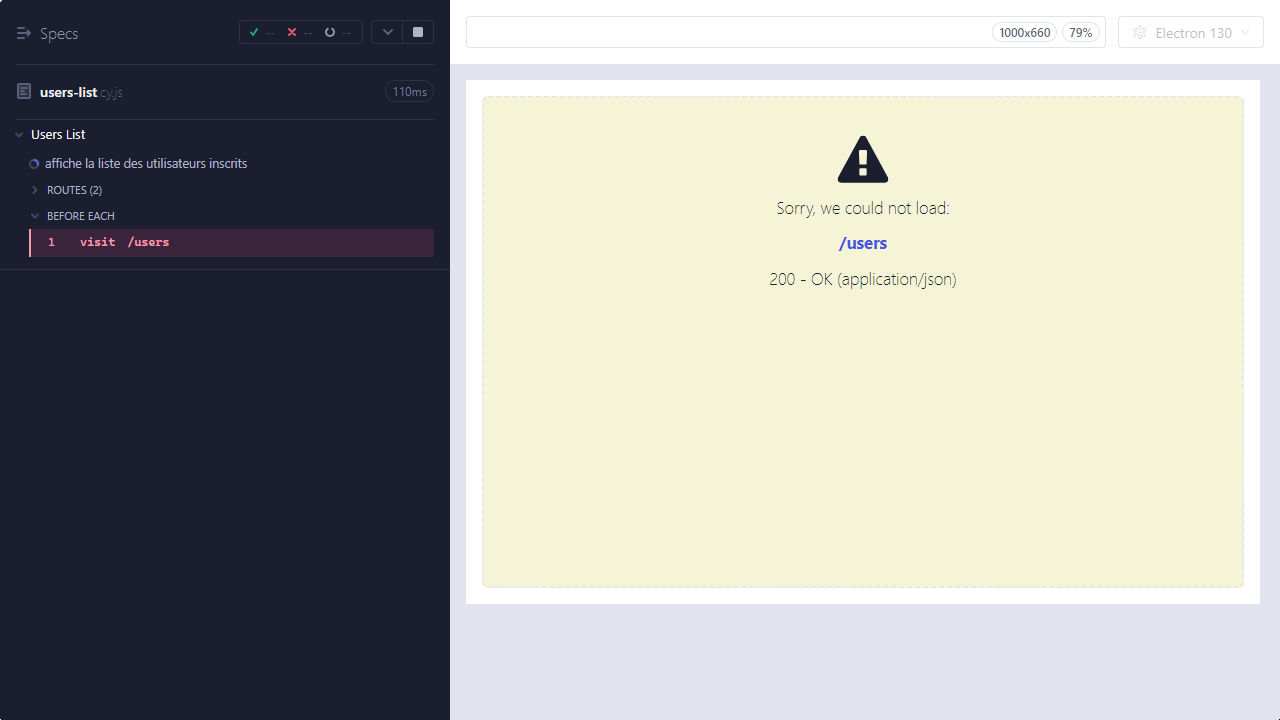 Specs
-- -- --
users-list.cy.js 110ms
Users List
affiche la liste des utilisateurs inscrits
ROUTES (2)
BEFORE EACH
1 visit /users
1000x660 79% Electron 130
Sorry, we could not load:
/users
200 - OK (application/json)